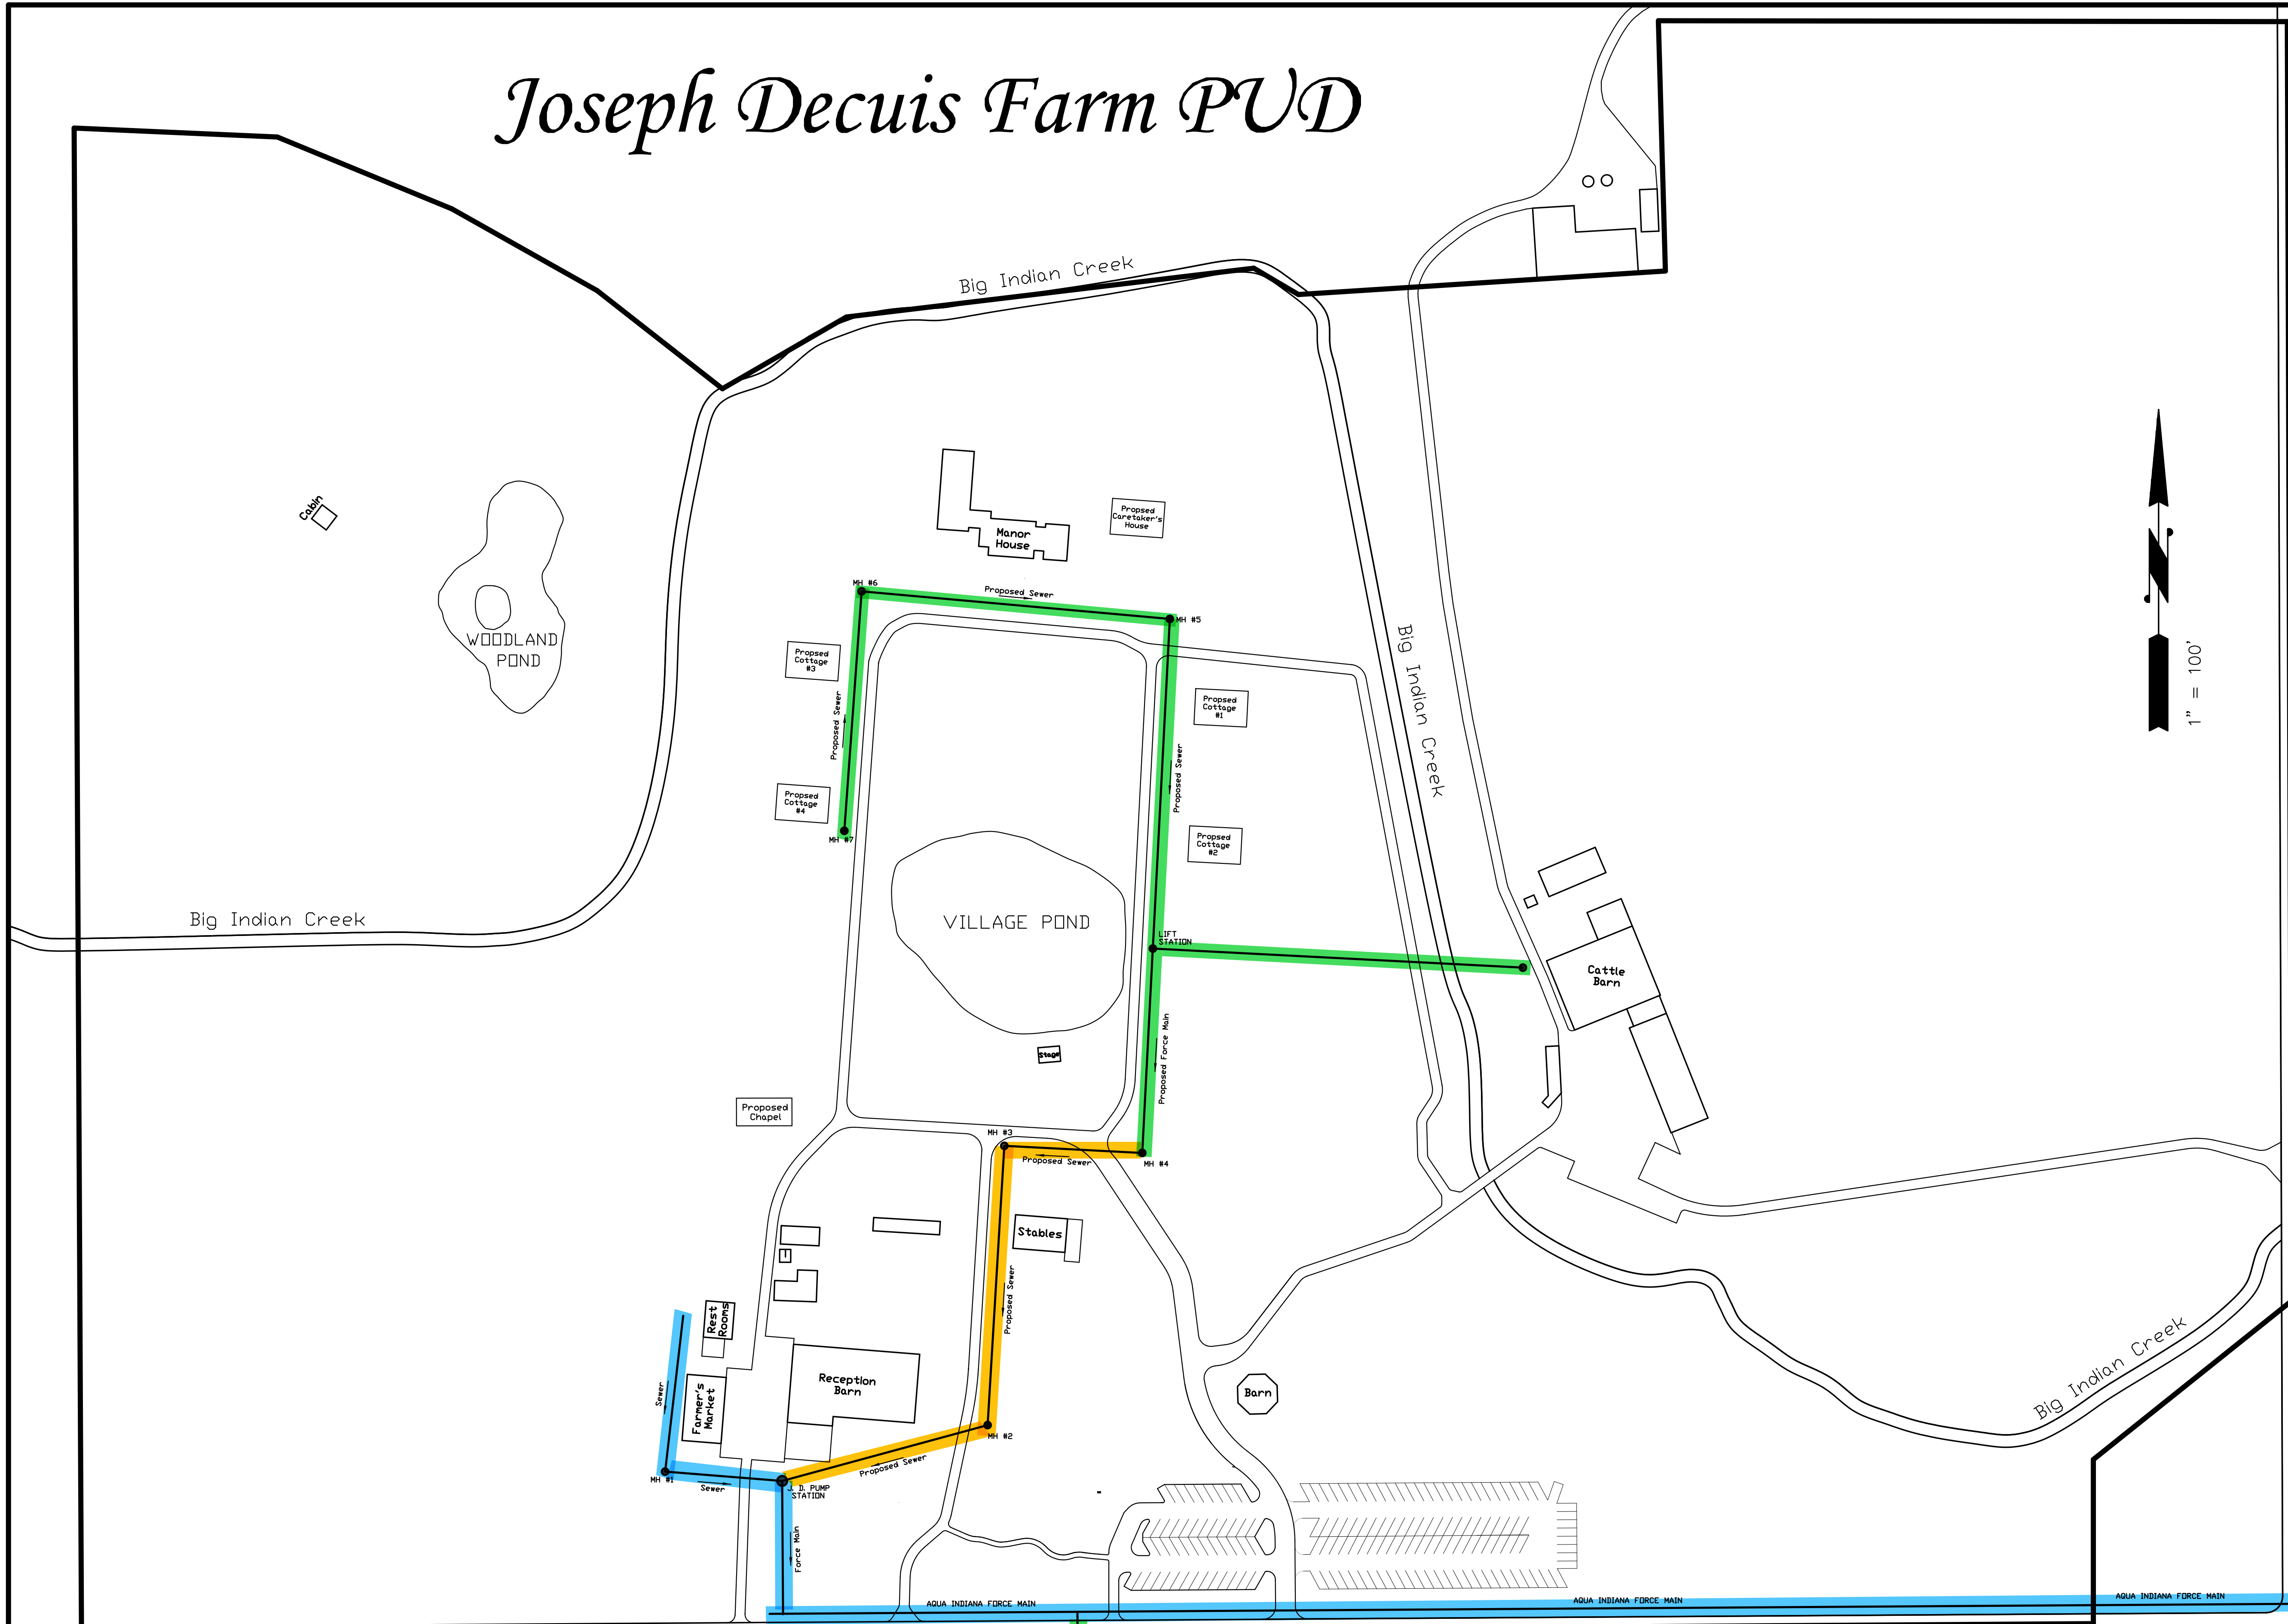 Joseph Decuis Farm PUD
Big Indian Creek
Cabin
WOODLAND
POND
Manor
House
Propsed
Caretaker's
House
MH #6
Proposed Sewer
MH #5
1" = 100'
N
Propsed
Cottage
#3
Proposed Sewer
Propsed
Cottage
#1
Big Indian Creek
Proposed Sewer
Propsed
Cottage
#4
MH #7
Propsed
Cottage
#2
Big Indian Creek
VILLAGE POND
LIFT
STATION
Cattle
Barn
Stage
Proposed Force Main
Proposed
Chapel
MH #3
Proposed Sewer
MH #4
Stables
Proposed Sewer
Rest
Rooms
Sewer
Farmer's
Market
Reception
Barn
Barn
Big Indian Creek
MH #2
Proposed Sewer
MH #1
Sewer
J. D. PUMP
STATION
Force Main
AQUA INDIANA FORCE MAIN
AQUA INDIANA FORCE MAIN
AQUA INDIANA FORCE MAIN